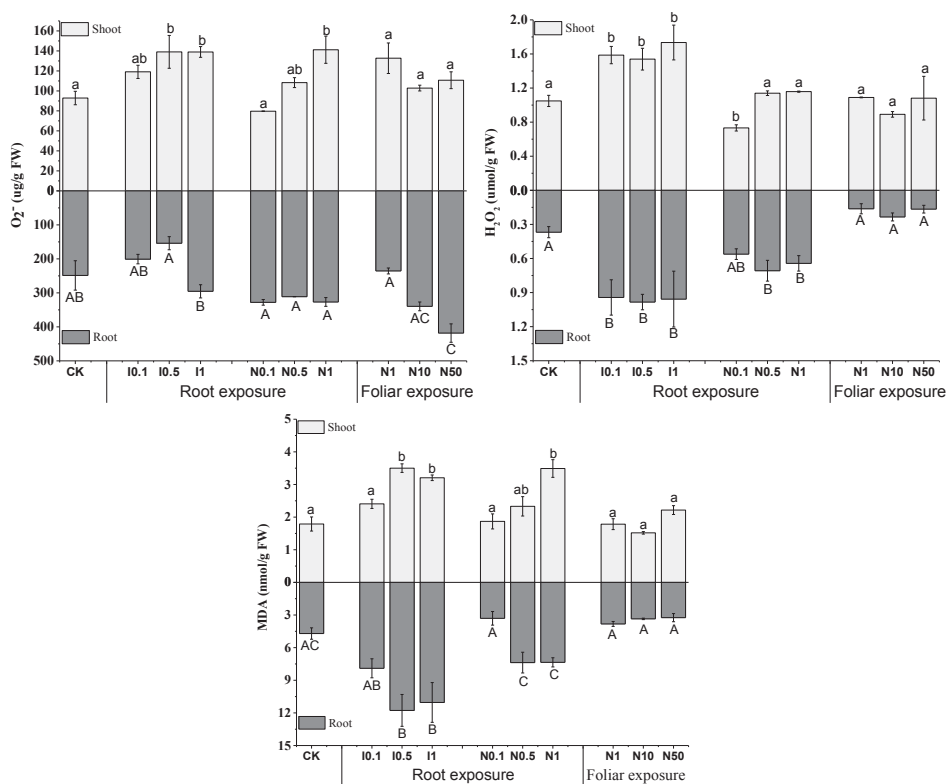 160
140
120
100
80
60
40
20
0
100
200
300
400
500
O₂⁻ (ug/g FW)
Shoot
Root
a
ab
b
b
a
ab
b
a
a
a
AB
AB
A
B
A
A
A
A
AC
C
CK
I0.1
I0.5
I1
N0.1
N0.5
N1
N1
N10
N50
Root exposure
Foliar exposure
2.0
1.6
1.2
0.8
0.4
0.0
0.3
0.6
0.9
1.2
1.5
H₂O₂ (umol/g FW)
Shoot
Root
a
b
b
b
b
a
a
a
a
a
A
B
B
B
AB
B
B
A
A
A
CK
I0.1
I0.5
I1
N0.1
N0.5
N1
N1
N10
N50
Root exposure
Foliar exposure
5
4
3
2
1
0
3
6
9
12
15
MDA (nmol/g FW)
Shoot
Root
a
a
b
b
a
ab
b
a
a
a
AC
AB
B
B
A
C
C
A
A
A
CK
I0.1
I0.5
I1
N0.1
N0.5
N1
N1
N10
N50
Root exposure
Foliar exposure